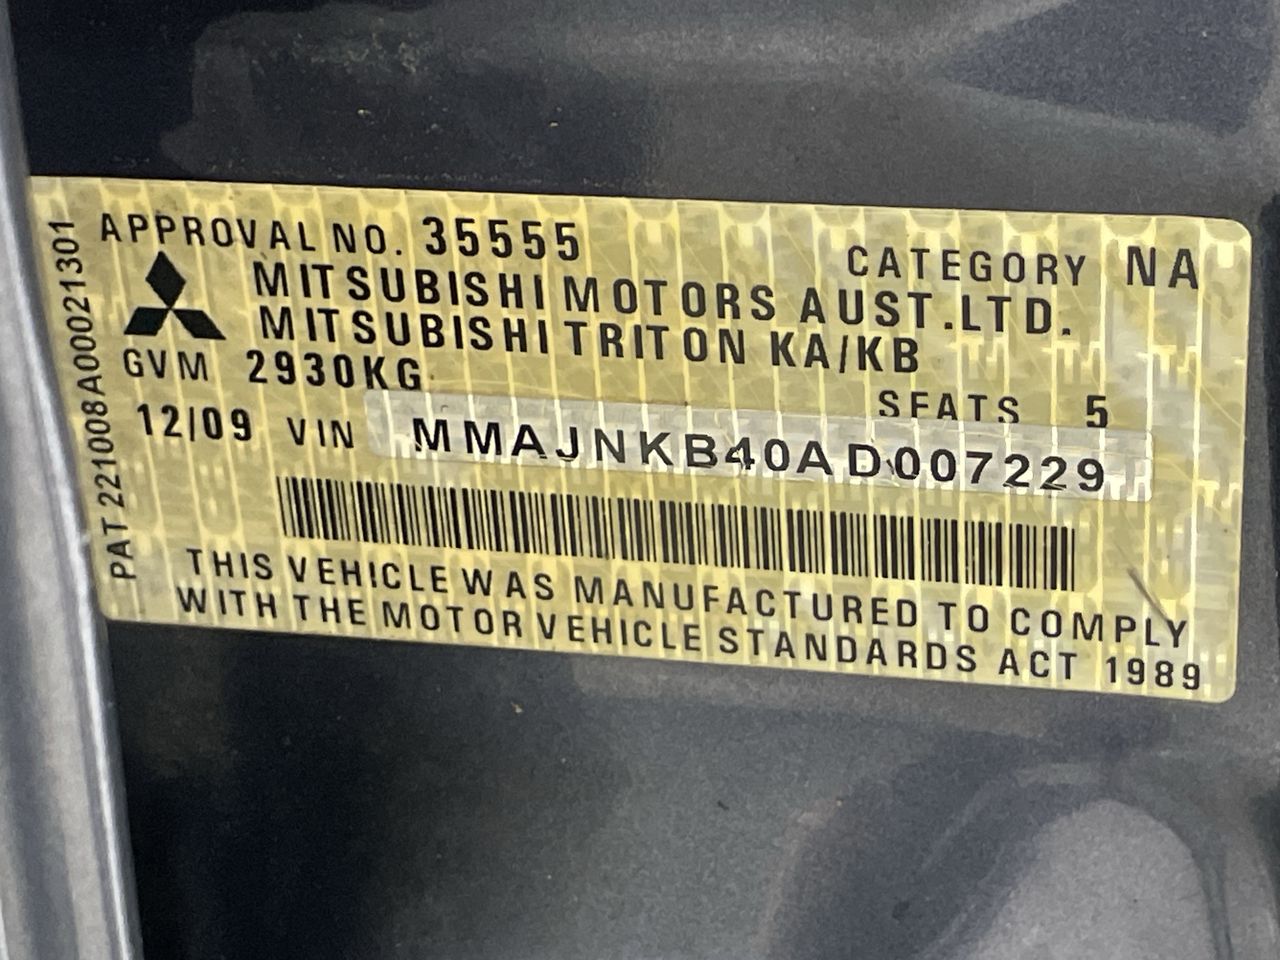 APPROVAL NO. 35555
CATEGORY NA
MITSUBISHI MOTORS AUST.LTD.
MITSUBISHI TRITON KA/KB
GVM 2930KG
SEATS 5
12/09 VIN MMAJNKB40AD007229
THIS VEHICLE WAS MANUFACTURED TO COMPLY
WITH THE MOTOR VEHICLE STANDARDS ACT 1989
PAT 221008A000021301